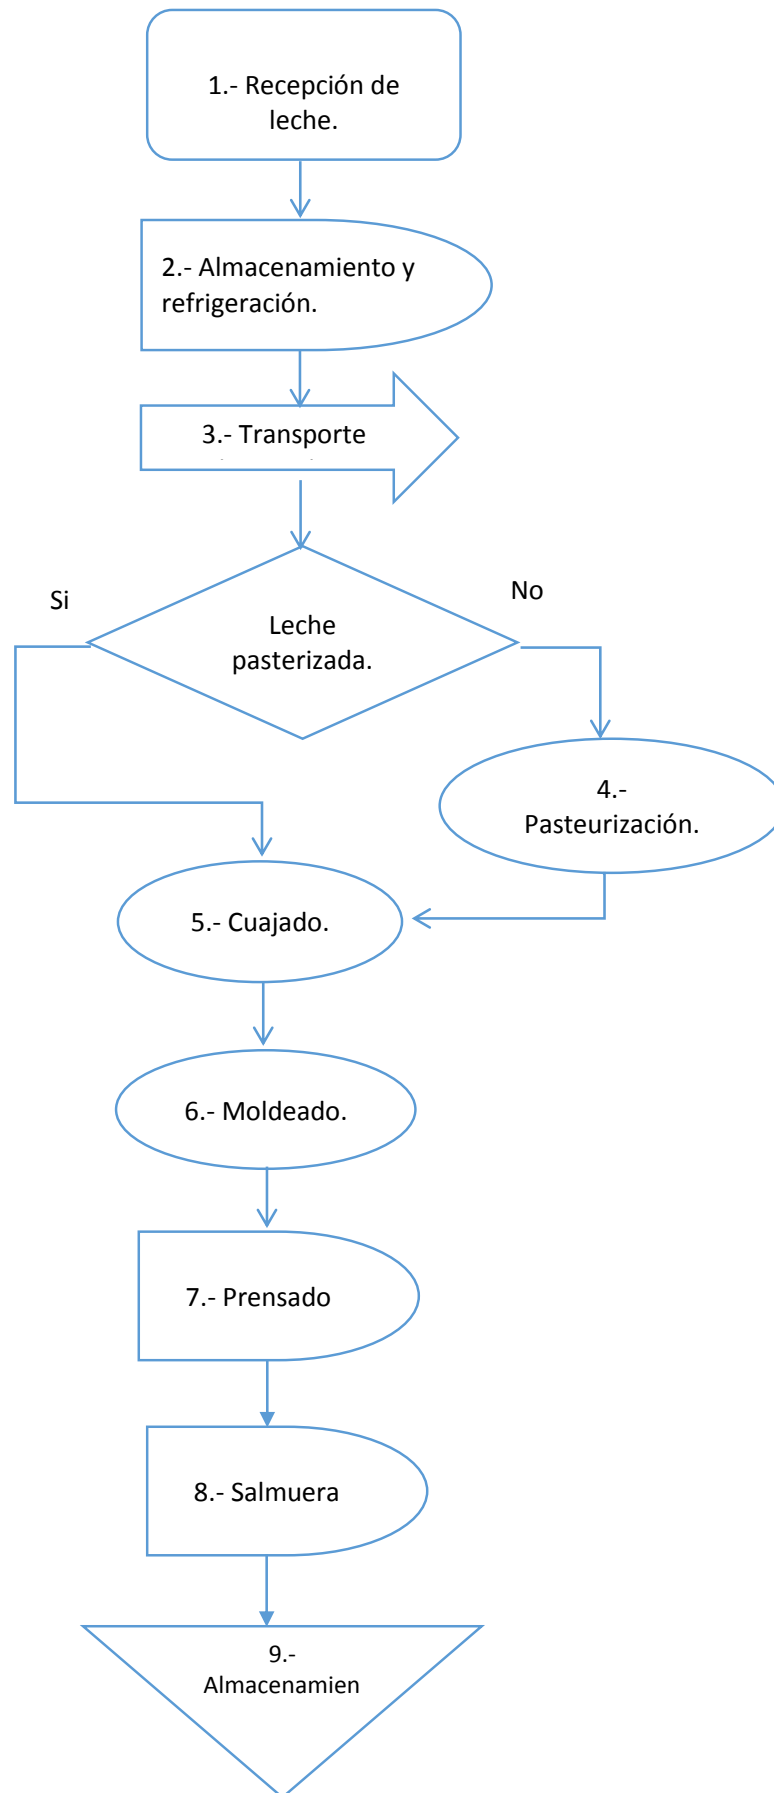 1.- Recepción de
leche.
2.- Almacenamiento y
refrigeración.
3.- Transporte
Si
No
Leche
pasterizada.
4.-
Pasteurización.
5.- Cuajado.
6.- Moldeado.
7.- Prensado
8.- Salmuera
9.-
Almacenamien